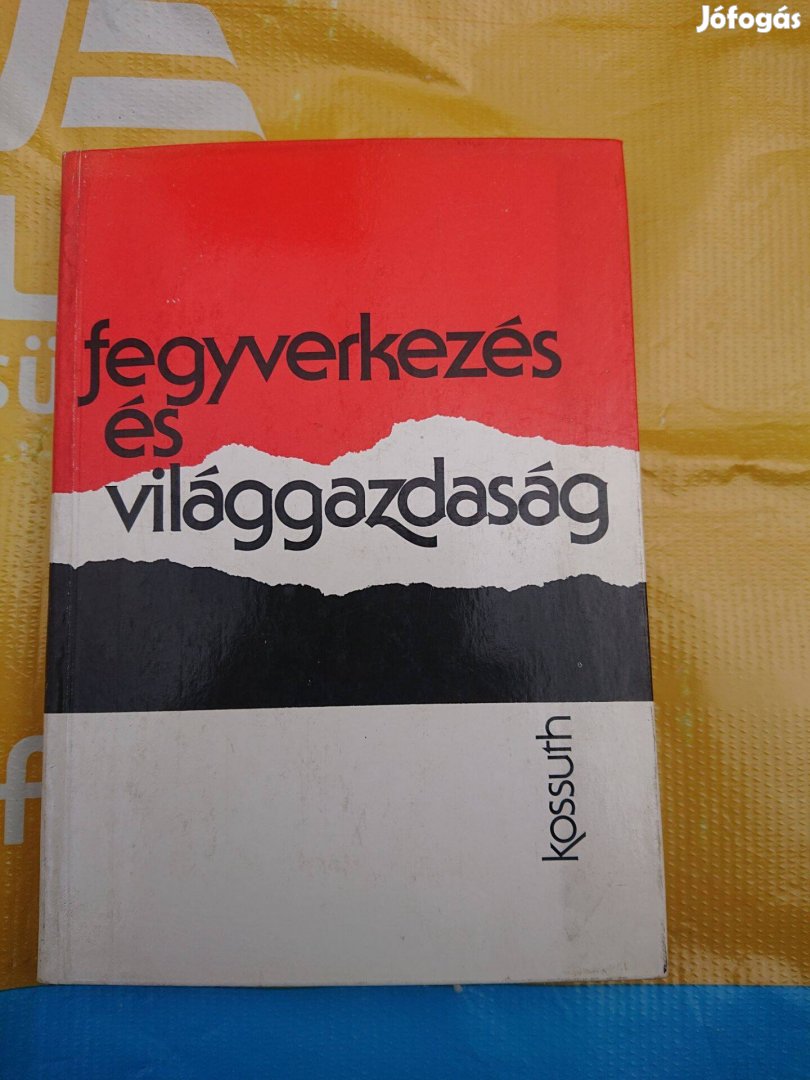 Jófogás
fegyverkezés
és
világgazdaság
kossuth